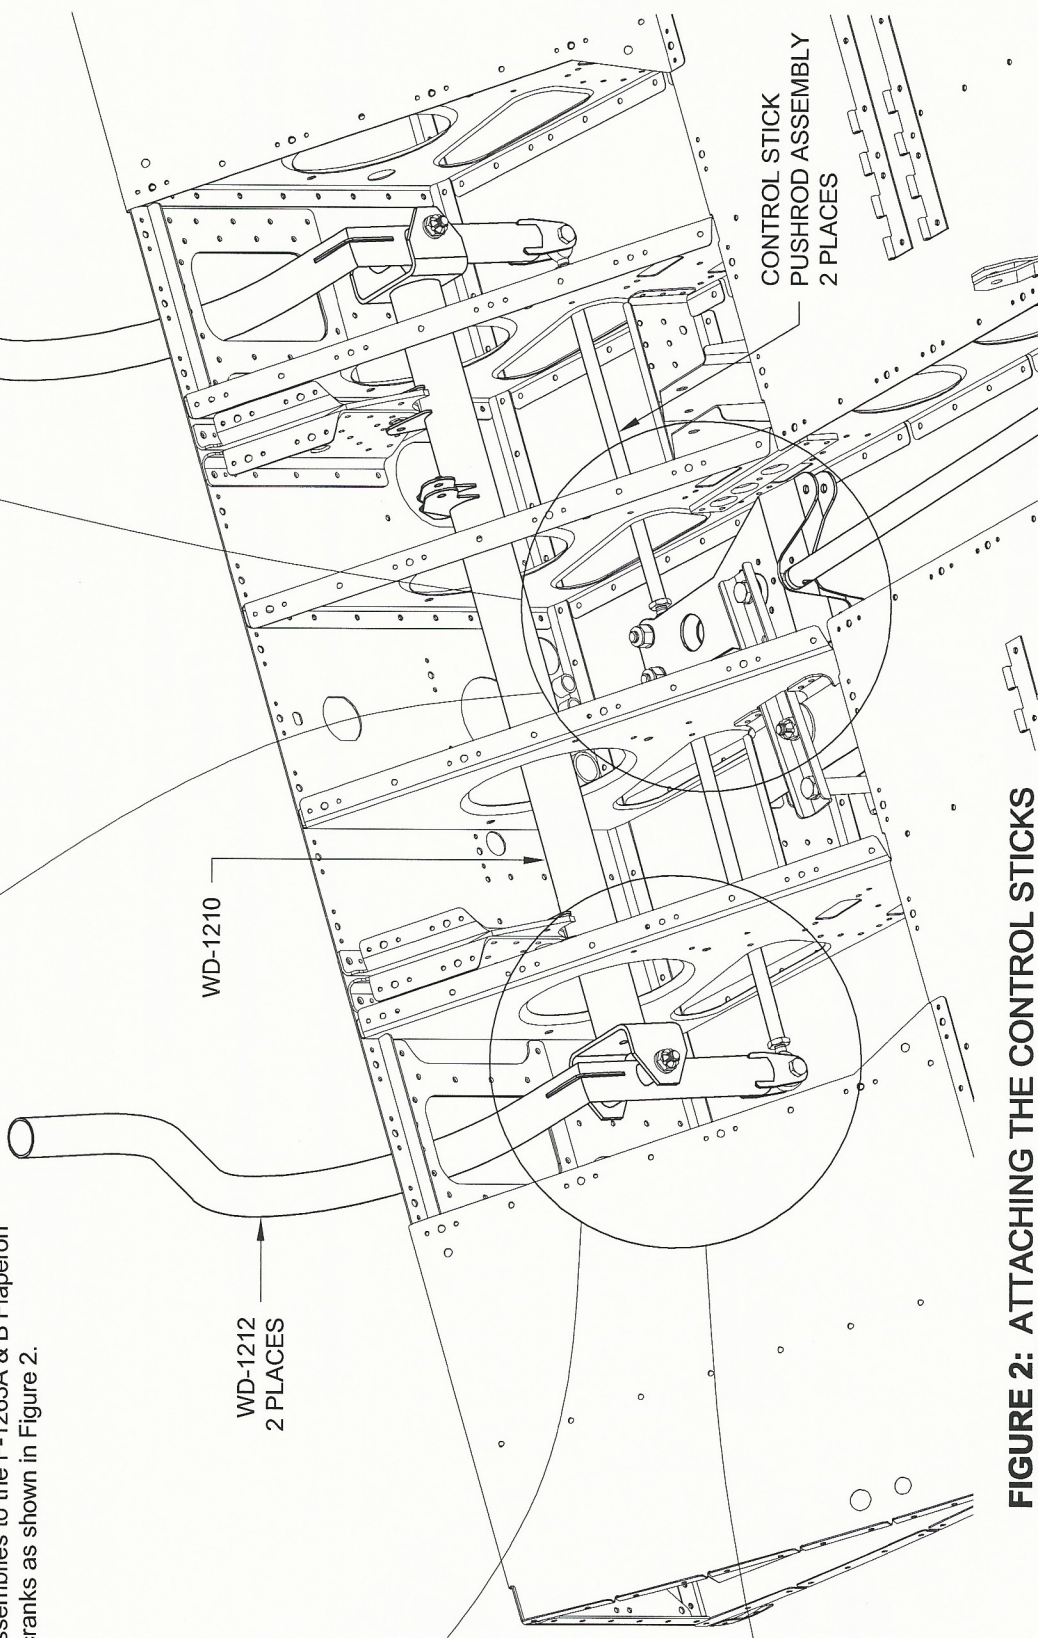 assemblies to the F-1263A & B Flaperon
cranks as shown in Figure 2.
WD-1212
2 PLACES
WD-1210
CONTROL STICK
PUSHROD ASSEMBLY
2 PLACES
FIGURE 2: ATTACHING THE CONTROL STICKS